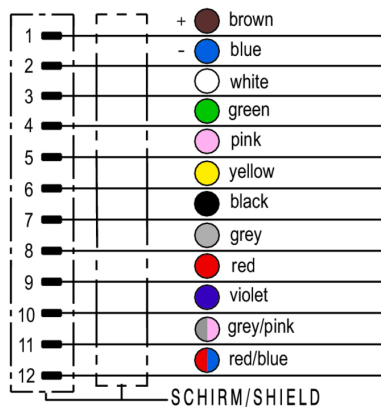 + brown
1
- blue
2
white
3
green
4
pink
5
yellow
6
black
7
grey
8
red
9
violet
10
grey/pink
11
red/blue
12
SCHIRM/SHIELD